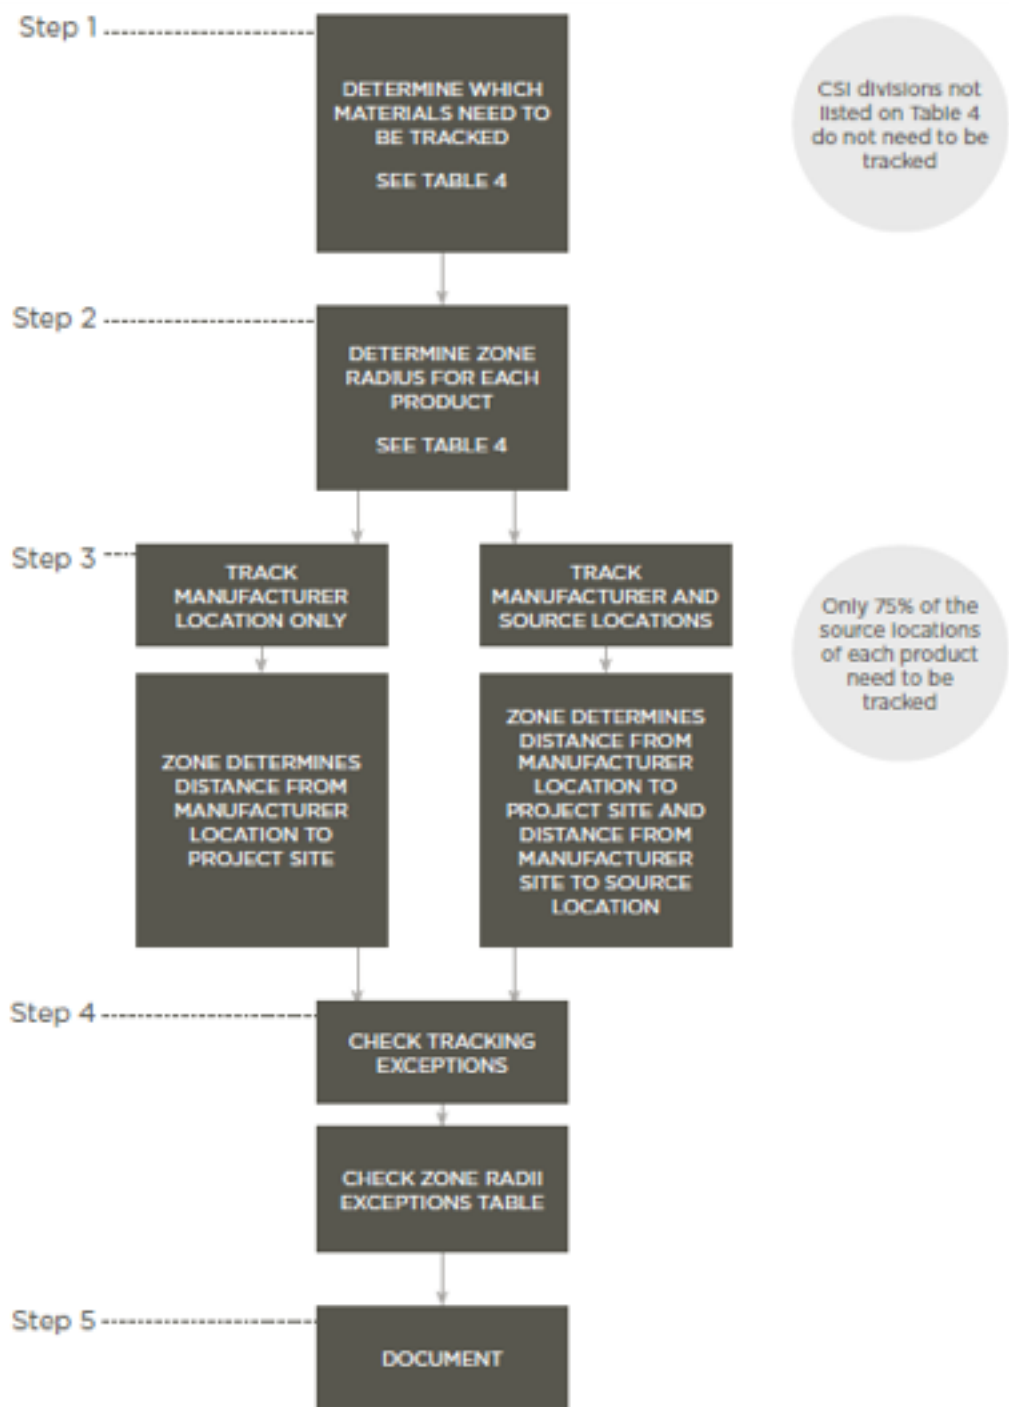 Step 1
DETERMINE WHICH
MATERIALS NEED TO
BE TRACKED
SEE TABLE 4
CSI divisions not
listed on Table 4
do not need to be
tracked
Step 2
DETERMINE ZONE
RADIUS FOR EACH
PRODUCT
SEE TABLE 4
Step 3
TRACK
MANUFACTURER
LOCATION ONLY
TRACK
MANUFACTURER AND
SOURCE LOCATIONS
Only 75% of the
source locations
of each product
need to be
tracked
ZONE DETERMINES
DISTANCE FROM
MANUFACTURER
LOCATION TO
PROJECT SITE
ZONE DETERMINES
DISTANCE FROM
MANUFACTURER
LOCATION TO
PROJECT SITE AND
DISTANCE FROM
MANUFACTURER
SITE TO SOURCE
LOCATION
Step 4
CHECK TRACKING
EXCEPTIONS
CHECK ZONE RADII
EXCEPTIONS TABLE
Step 5
DOCUMENT